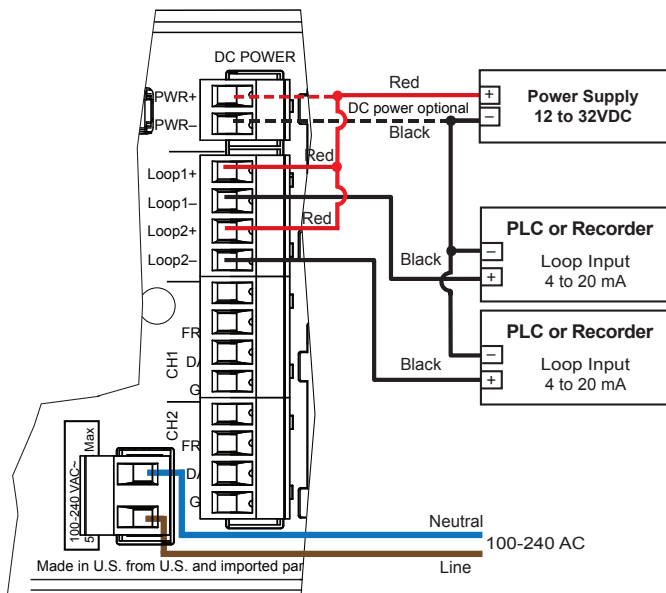 DC POWER
PWR+
PWR–
Red
DC power optional
Black
+
Power Supply
–
12 to 32VDC
Loop1+
Red
Loop1–
Loop2+
Red
Loop2–
Black
PLC or Recorder
–
Loop Input
+
4 to 20 mA
PLC or Recorder
–
Loop Input
+
4 to 20 mA
Black
CH1
FR
G
CH2
FR
G
100-240 VAC~
Max
5
Neutral
100-240 AC
Line
Made in U.S. from U.S. and imported par